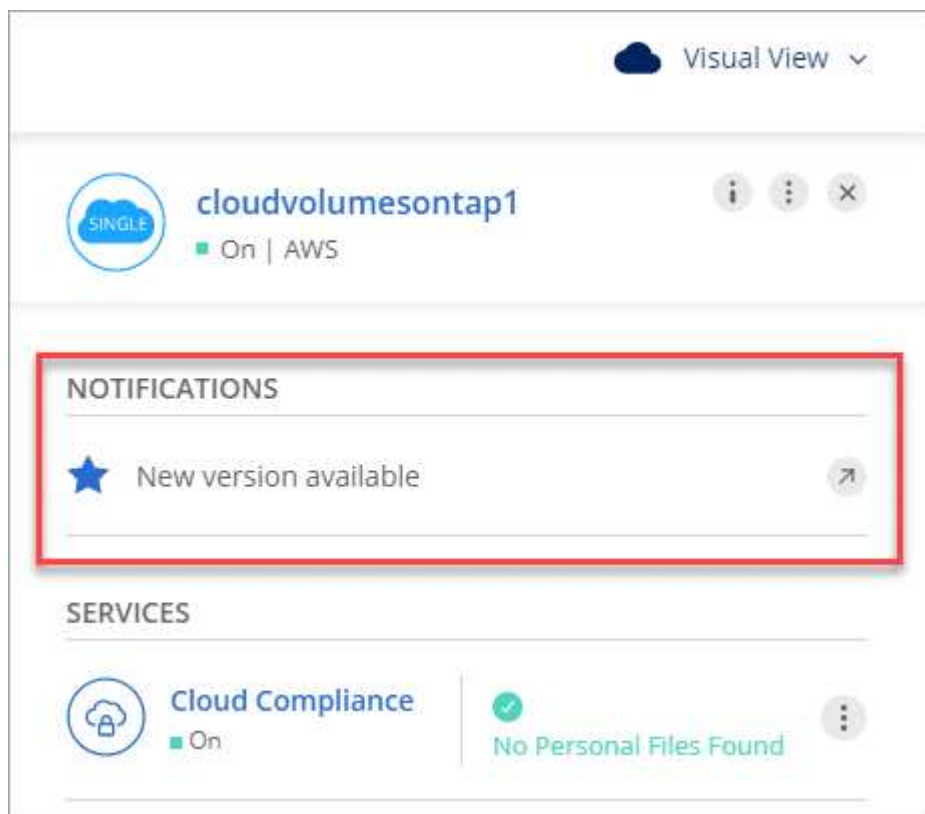 Visual View
SINGLE
cloudvolumesontap1
On | AWS
NOTIFICATIONS
New version available
SERVICES
Cloud Compliance
On
No Personal Files Found